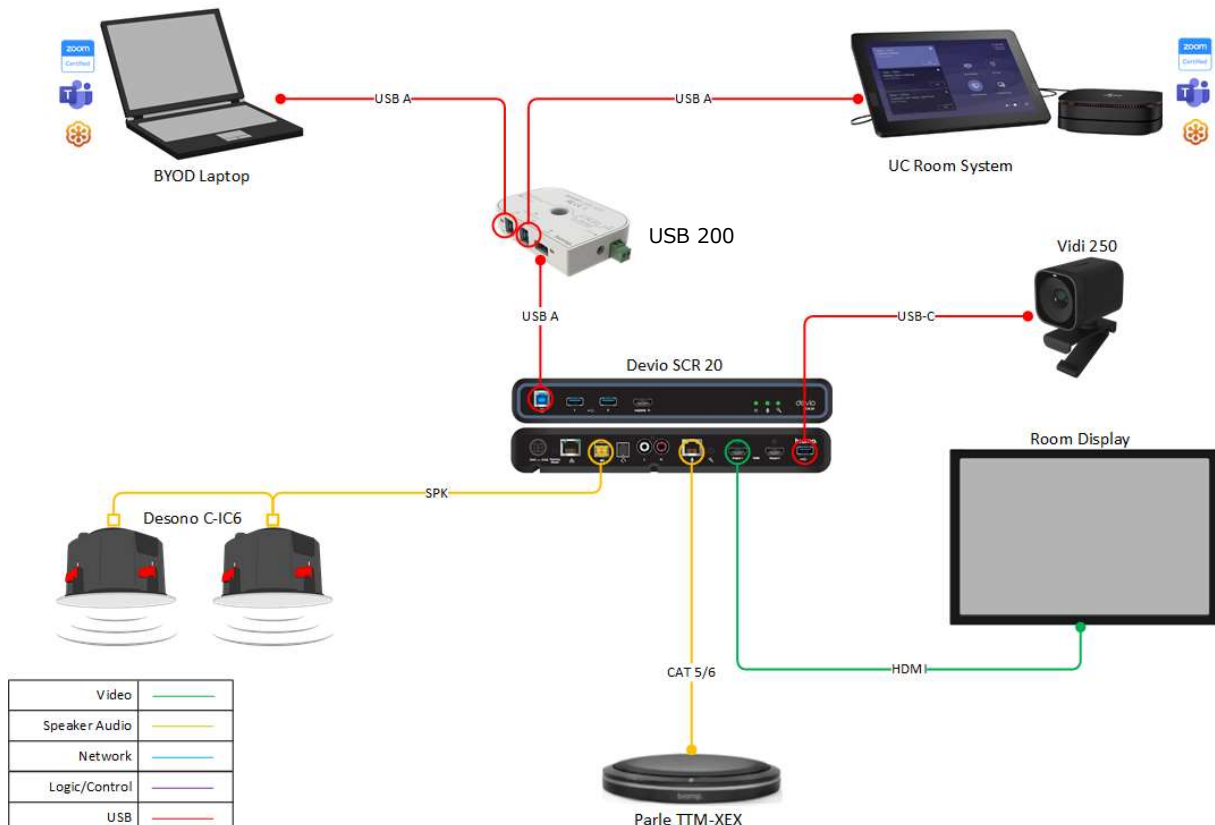 zoom
Certified
T
BYOD Laptop
USB A
USB A
UC Room System
zoom
Certified
T
USB 200
Vidi 250
USB A
USB-C
Devio SCR 20
devio
Room Display
SPK
Desono C-IC6
CAT 5/6
HDMI
biamp.
Parle TTM-XEX
Video
Speaker Audio
Network
Logic/Control
USB